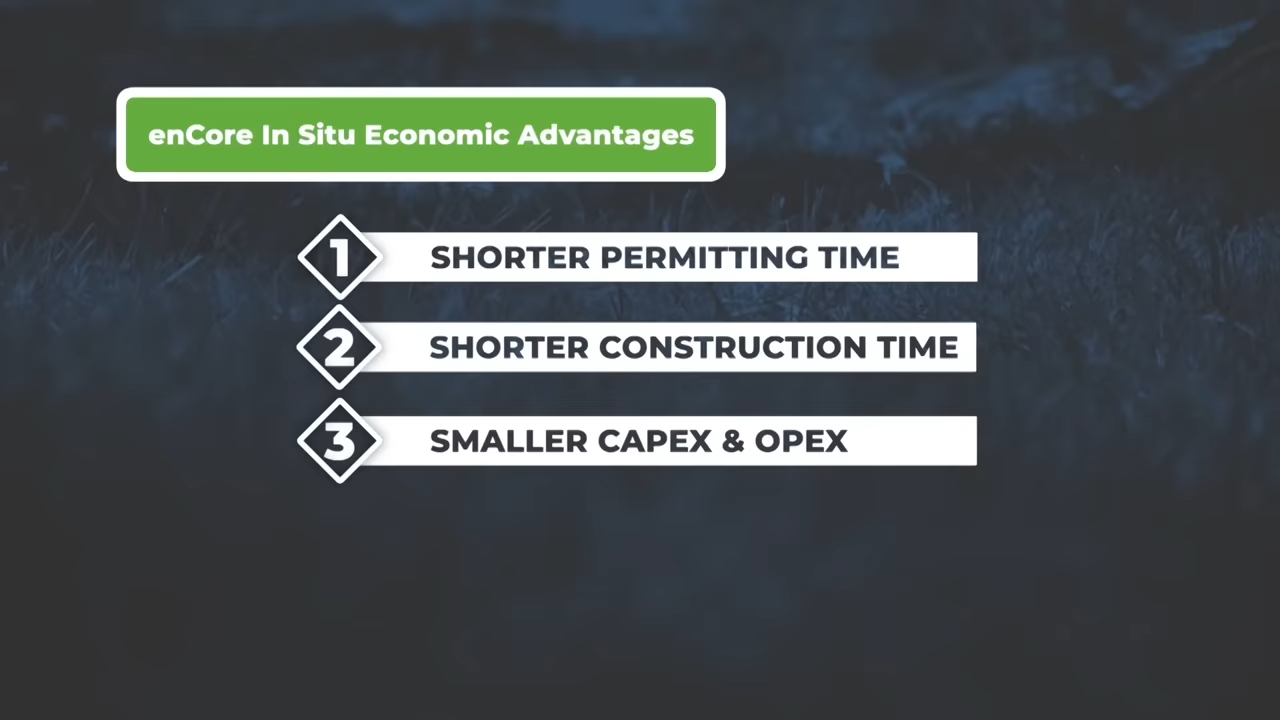 enCore In Situ Economic Advantages
1 SHORTER PERMITTING TIME
2 SHORTER CONSTRUCTION TIME
3 SMALLER CAPEX & OPEX